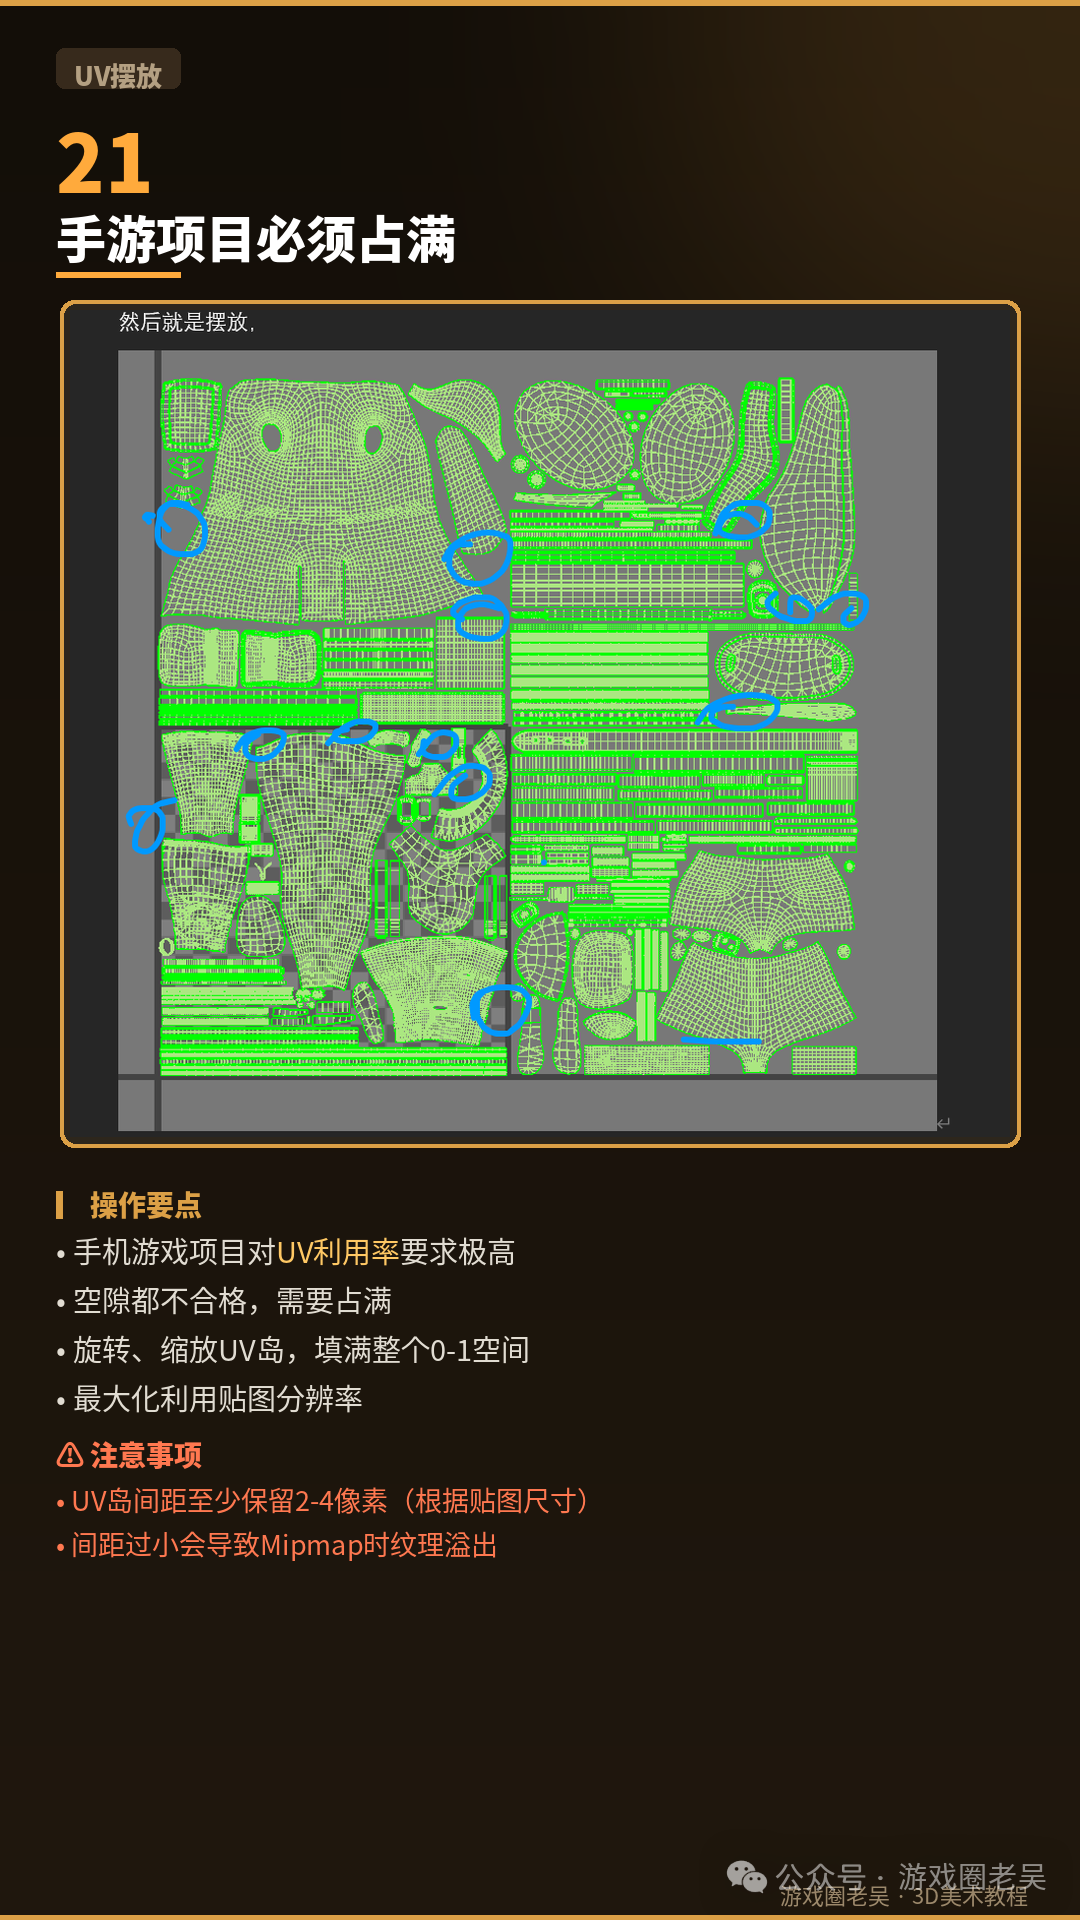 UV摆放
21
手游项目必须占满
然后就是摆放,
操作要点
• 手机游戏项目对UV利用率要求极高
• 空隙都不合格，需要占满
• 旋转、缩放UV岛，填满整个0-1空间
• 最大化利用贴图分辨率
⚠ 注意事项
• UV岛间距至少保留2-4像素（根据贴图尺寸）
• 间距过小会导致Mipmap时纹理溢出
公众号 · 游戏圈老吴
游戏圈老吴 · 3D美术教程